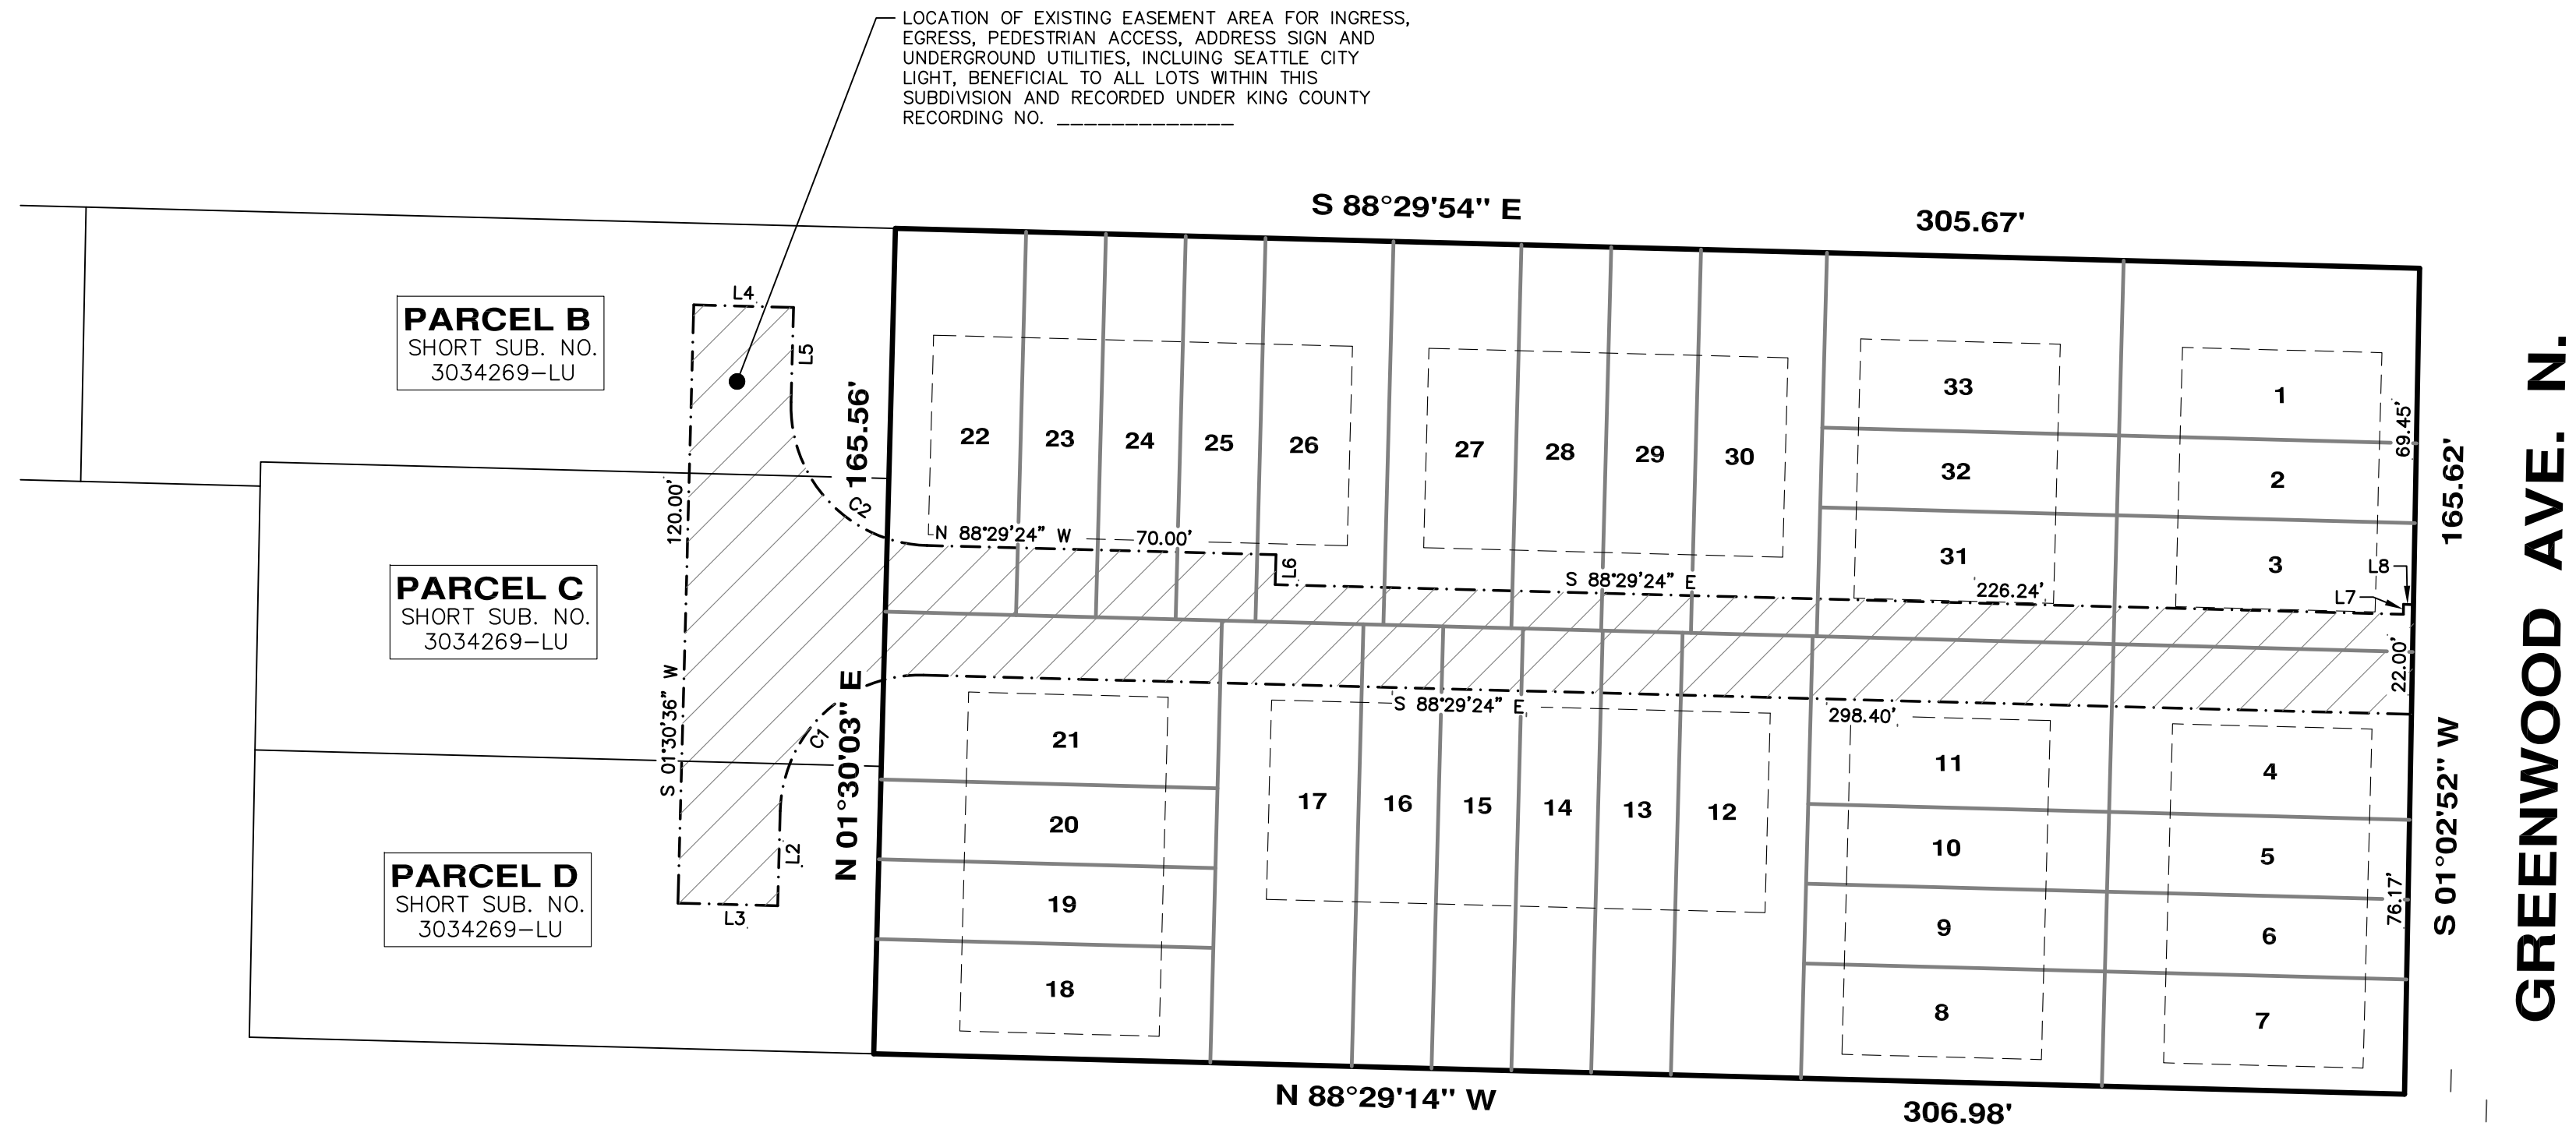 LOCATION OF EXISTING EASEMENT AREA FOR INGRESS,
EGRESS, PEDESTRIAN ACCESS, ADDRESS SIGN AND
UNDERGROUND UTILITIES, INCLUING SEATTLE CITY
LIGHT, BENEFICIAL TO ALL LOTS WITHIN THIS
SUBDIVISION AND RECORDED UNDER KING COUNTY
RECORDING NO. _____________
S 88°29'54" E
305.67'
PARCEL B
SHORT SUB. NO.
3034269-LU
PARCEL C
SHORT SUB. NO.
3034269-LU
PARCEL D
SHORT SUB. NO.
3034269-LU
L4
L5
120.00'
S 01°30'36" W
C2
C1
L2
L3
165.56'
N 01°30'03" E
22
23
24
25
26
27
28
29
30
33
32
31
1
2
3
69.45'
N 88°29'24" W
70.00'
L6
S 88°29'24" E
226.24'
L8
L7
22.00'
S 88°29'24" E
298.40'
21
20
19
18
17
16
15
14
13
12
11
10
9
8
4
5
6
7
76.17'
165.62'
S 01°02'52" W
GREENWOOD AVE. N.
N 88°29'14" W
306.98'